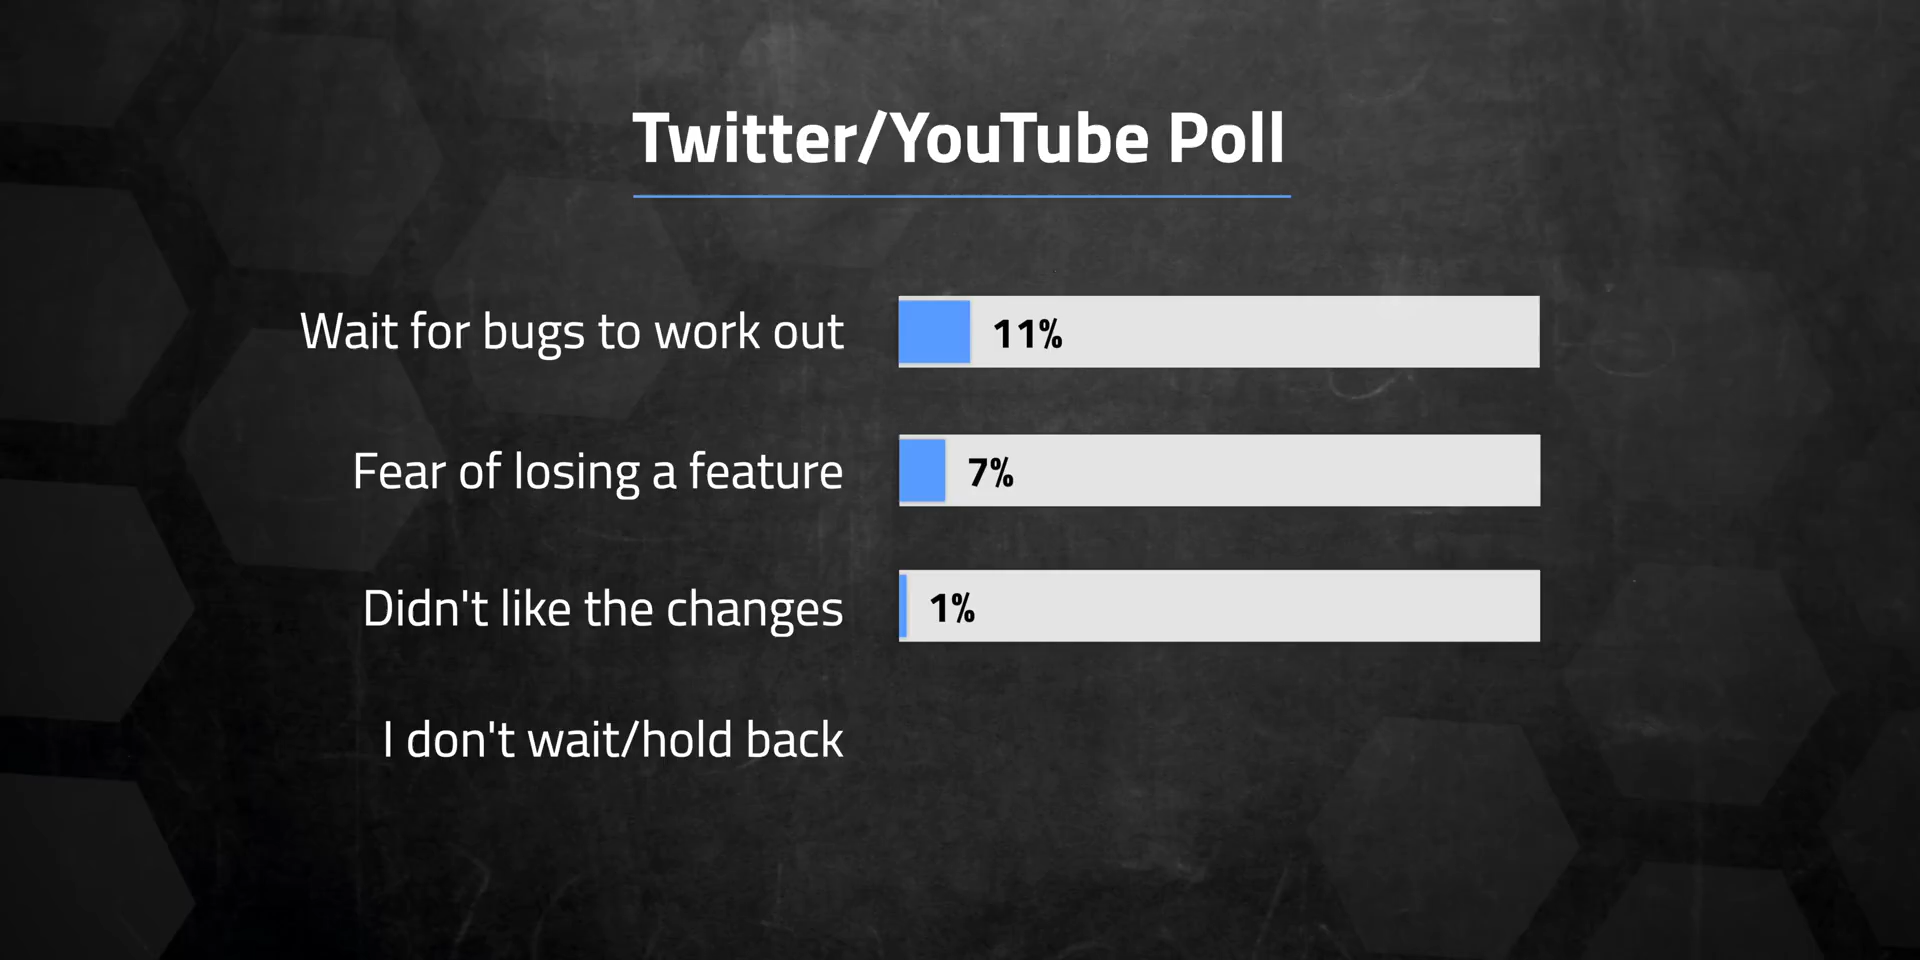 Twitter/YouTube Poll
Wait for bugs to work out 11%
Fear of losing a feature 7%
Didn't like the changes 1%
I don't wait/hold back